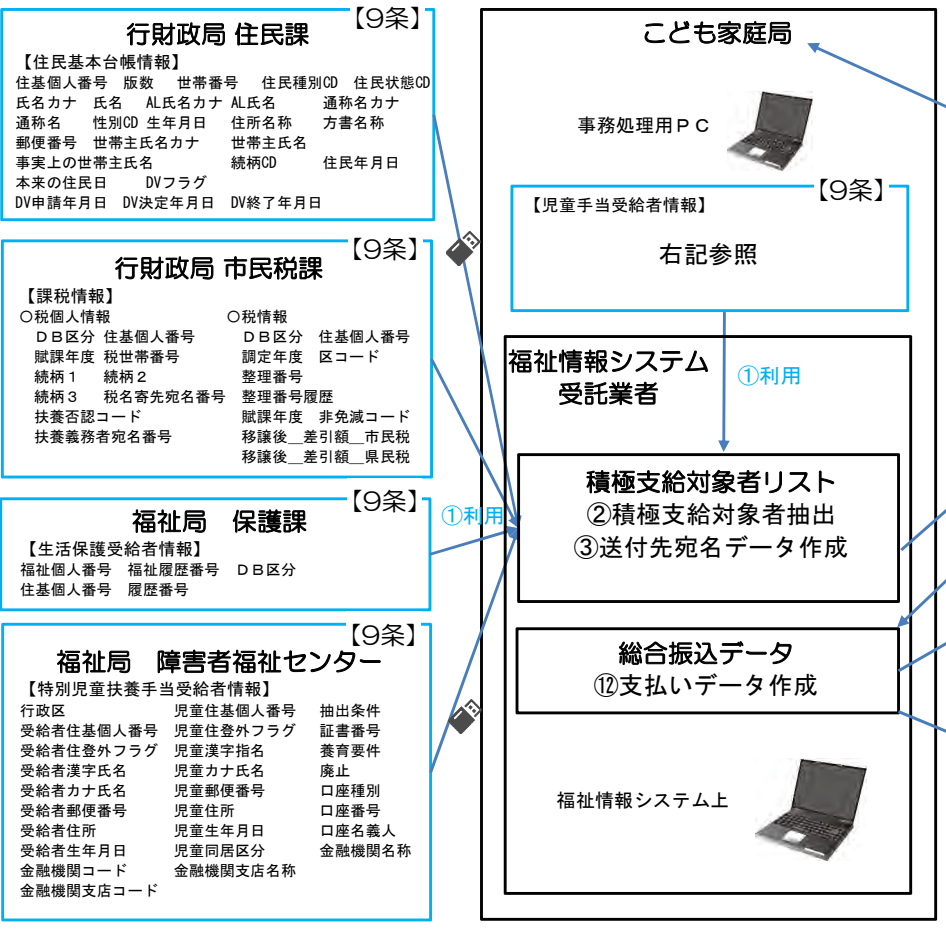 【9条】
行財政局 住民課
【住民基本台帳情報】
住基個人番号 版数 世帯番号 住民種別CD 住民状態CD
氏名カナ 氏名 AL氏名カナ AL氏名 通称名カナ
通称名 性別CD 生年月日 住所名称 方書名称
郵便番号 世帯主氏名カナ 世帯主氏名
事実上の世帯主氏名 続柄CD 住民年月日
本来の住民日 DVフラグ
DV申請年月日 DV決定年月日 DV終了年月日
【9条】
行財政局 市民税課
【課税情報】
〇税個人情報 〇税情報
ＤＢ区分 住基個人番号 ＤＢ区分 住基個人番号
賦課年度 税世帯番号 調定年度 区コード
続柄１ 続柄２ 整理番号
続柄３ 税名寄先宛名番号 整理番号履歴
扶養否認コード 賦課年度 非免減コード
扶養義務者宛名番号 移譲後__差引額__市民税
移譲後__差引額__県民税
【9条】
福祉局　保護課
【生活保護受給者情報】
福祉個人番号 福祉履歴番号 ＤＢ区分
住基個人番号 履歴番号
①利用
【9条】
福祉局　障害者福祉センター
【特別児童扶養手当受給者情報】
行政区 児童住基個人番号 抽出条件
受給者住基個人番号 児童住登外フラグ 証書番号
受給者住登外フラグ 児童漢字指名 養育要件
受給者漢字氏名 児童カナ氏名 廃止
受給者カナ氏名 児童郵便番号 口座種別
受給者郵便番号 児童住所 口座番号
受給者住所 児童生年月日 口座名義人
受給者生年月日 児童同居区分 金融機関名称
金融機関コード 金融機関支店名称
金融機関支店コード
こども家庭局
事務処理用ＰＣ
【9条】
【児童手当受給者情報】
右記参照
福祉情報システム
受託業者
①利用
積極支給対象者リスト
②積極支給対象者抽出
③送付先宛名データ作成
総合振込データ
⑫支払いデータ作成
福祉情報システム上